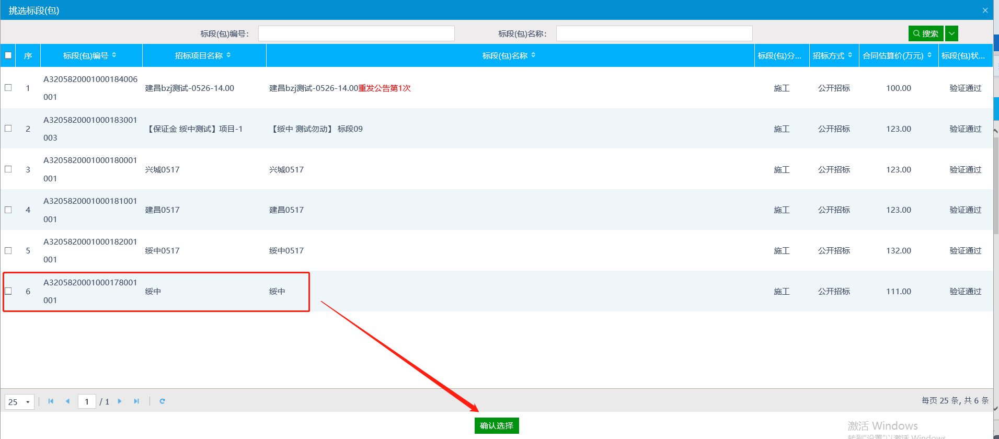 挑选标段(包)
标段(包)编号：
标段(包)名称：
搜索
序
标段(包)编号
招标项目名称
标段(包)名称
标段(包)分...
招标方式
合同估算价(万元)
标段(包)状...
1
A3205820001000184006
001
建昌bzj测试-0526-14.00
建昌bzj测试-0526-14.00重发公告第1次
施工
公开招标
100.00
验证通过
2
A3205820001000183001
003
【保证金 绥中测试】项目-1
【绥中 测试勿动】 标段09
施工
公开招标
123.00
验证通过
3
A3205820001000180001
001
兴城0517
兴城0517
施工
公开招标
123.00
验证通过
4
A3205820001000181001
001
建昌0517
建昌0517
施工
公开招标
123.00
验证通过
5
A3205820001000182001
001
绥中0517
绥中0517
施工
公开招标
132.00
验证通过
6
A3205820001000178001
001
绥中
绥中
施工
公开招标
111.00
验证通过
25
1
/ 1
每页 25 条, 共 6 条
确认选择
激活 Windows
转到"设置"以激活 Windows